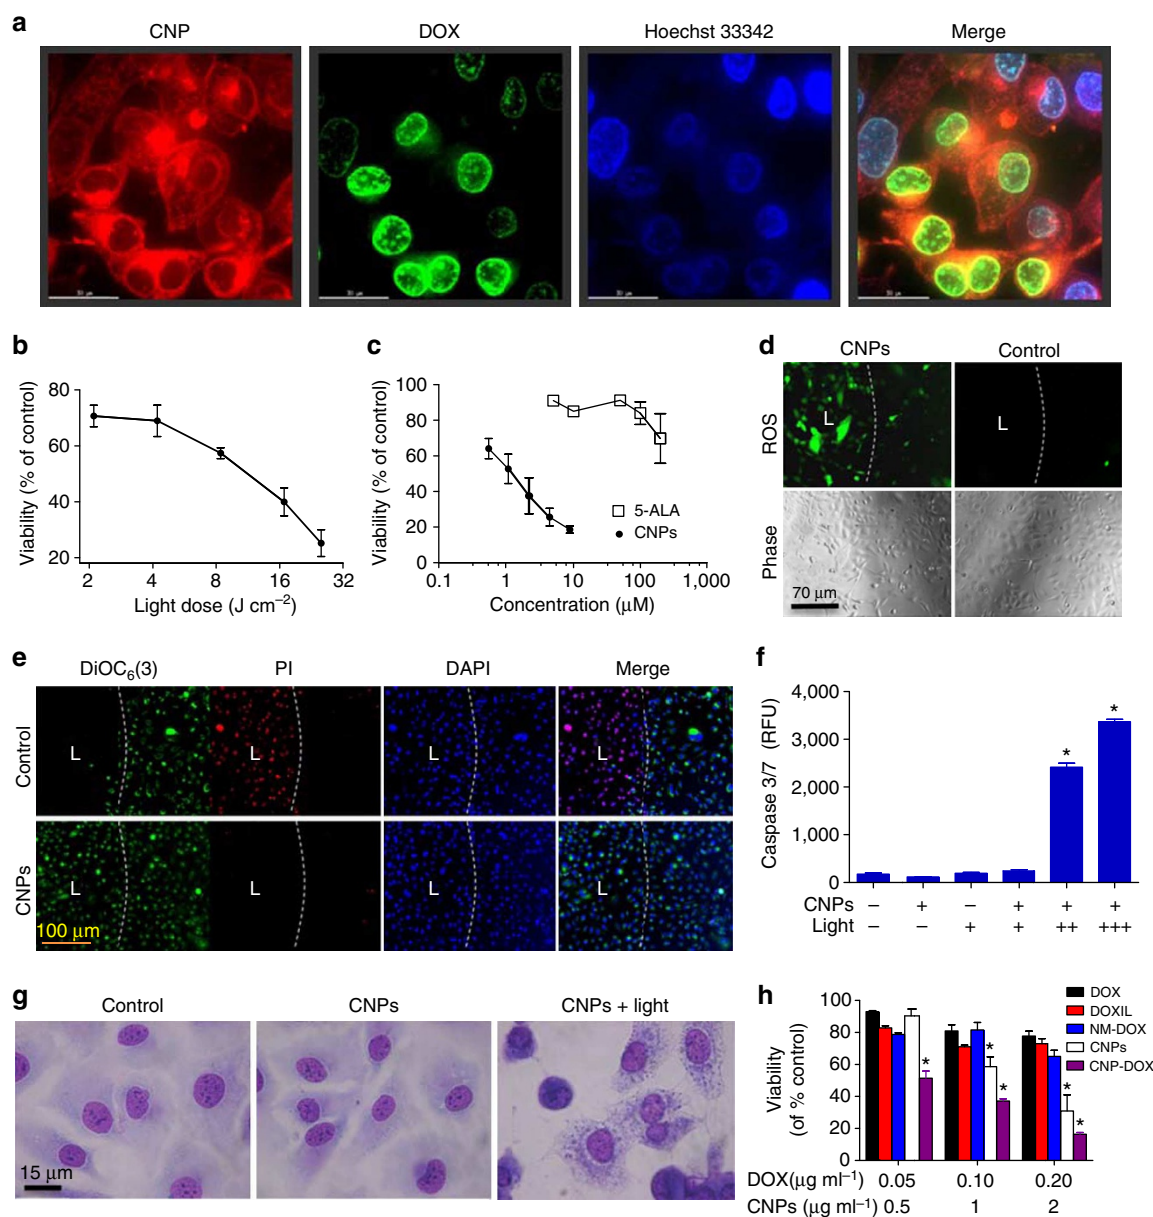 a
CNP DOX Hoechst 33342 Merge
b
Viability (% of control)
80
60
40
20
2 4 8 16 32
Light dose (J cm–2)
c
Viability (% of control)
100
80
60
40
20
0
5-ALA
CNPs
0.1 1 10 100 1,000
Concentration (μM)
d
CNPs Control
ROS
L L
Phase
70 μm
e
DiOC6(3) PI DAPI Merge
Control
L L L L
CNPs
L L L L
100 μm
f
Caspase 3/7 (RFU)
4,000
3,000
2,000
1,000
0
* *
CNPs – + – + + +
Light – – + + ++ +++
g
Control CNPs CNPs + light
15 μm
h
Viability
(of % control)
100
80
60
40
20
0
DOX
DOXIL
NM-DOX
CNPs
CNP-DOX
* * * * *
DOX(μg ml–1) 0.05 0.10 0.20
CNPs (μg ml–1) 0.5 1 2